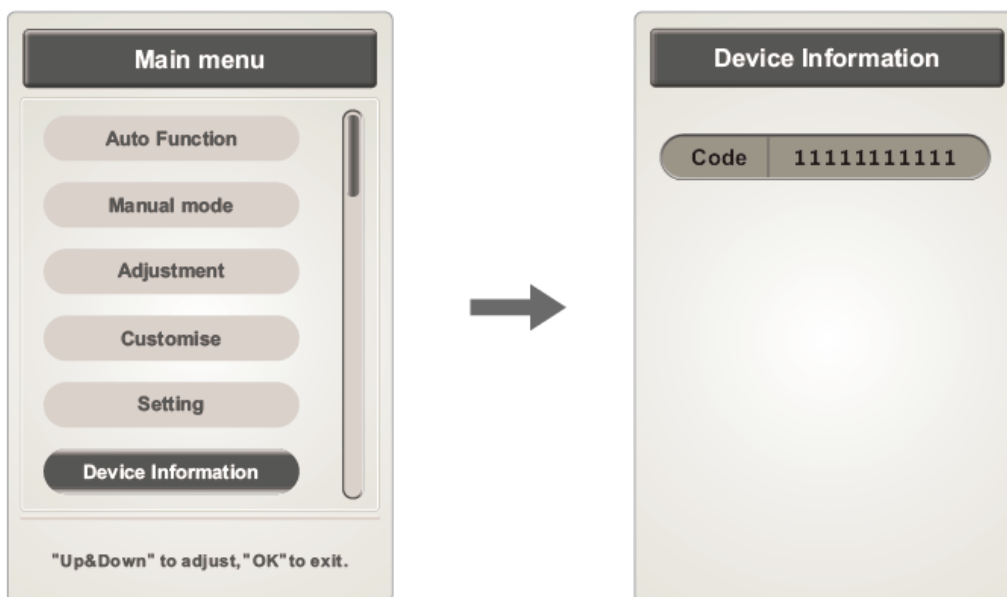 Main menu
Auto Function
Manual mode
Adjustment
Customise
Setting
Device Information
"Up&Down" to adjust,"OK"to exit.
Device Information
Code 11111111111